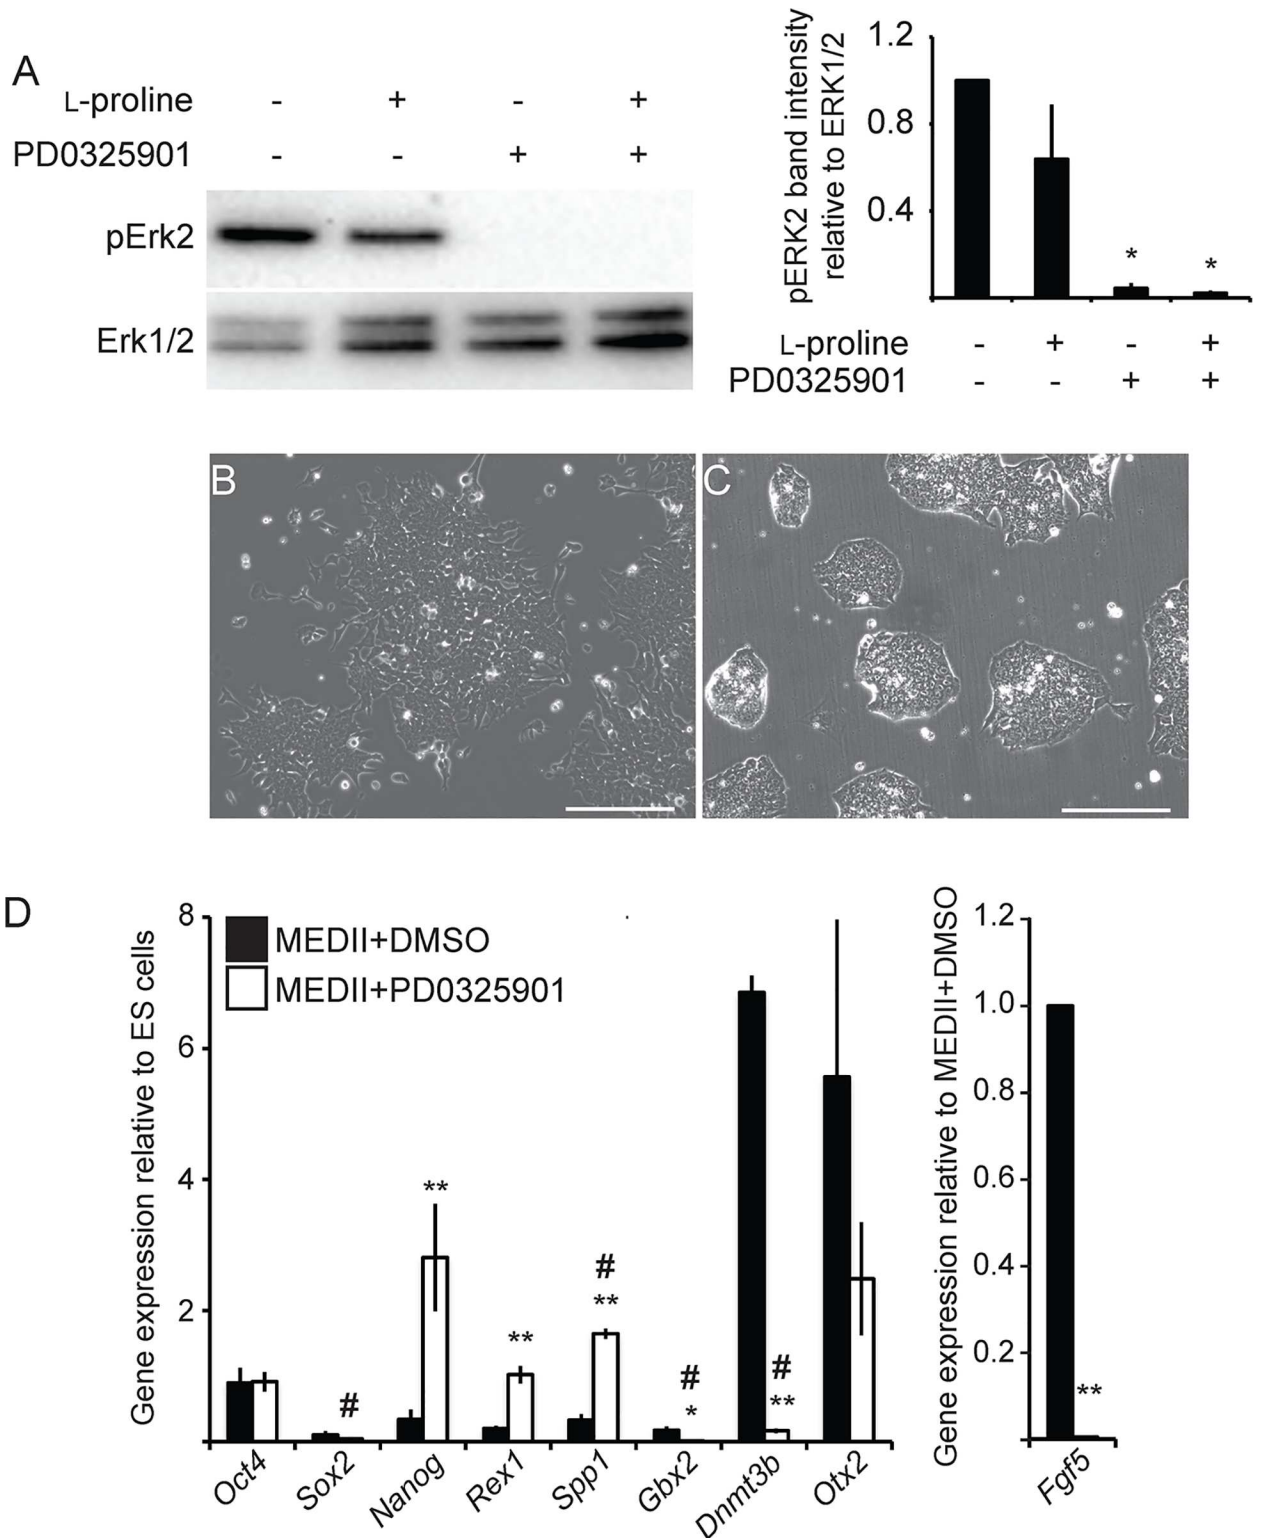 A
L-proline - + - +
PD0325901 - - + +
pErk2
Erk1/2
pERK2 band intensity
relative to ERK1/2
1.2
0.8
0.4
* *
L-proline - + - +
PD0325901 - - + +
B
C
D
Gene expression relative to ES cells
8
6
4
2
MEDII+DMSO
MEDII+PD0325901
#
**
**
#
**
#
*
#
**
Oct4 Sox2 Nanog Rex1 Spp1 Gbx2 Dnmt3b Otx2
Gene expression relative to MEDII+DMSO
1.2
1.0
0.8
0.6
0.4
0.2
**
Fgf5